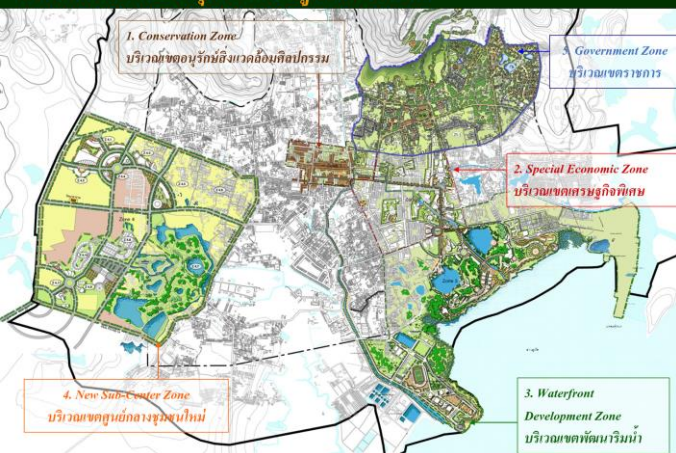 1. Conservation Zone
บริเวณเขตอนุรักษ์สิ่งแวดล้อมศิลปกรรม
5. Government Zone
บริเวณเขตราชการ
2. Special Economic Zone
บริเวณเขตเศรษฐกิจพิเศษ
Zone 4
Zone 3
4. New Sub-Center Zone
บริเวณเขตศูนย์กลางชุมชนใหม่
3. Waterfront
Development Zone
บริเวณเขตพัฒนาริมน้ำ